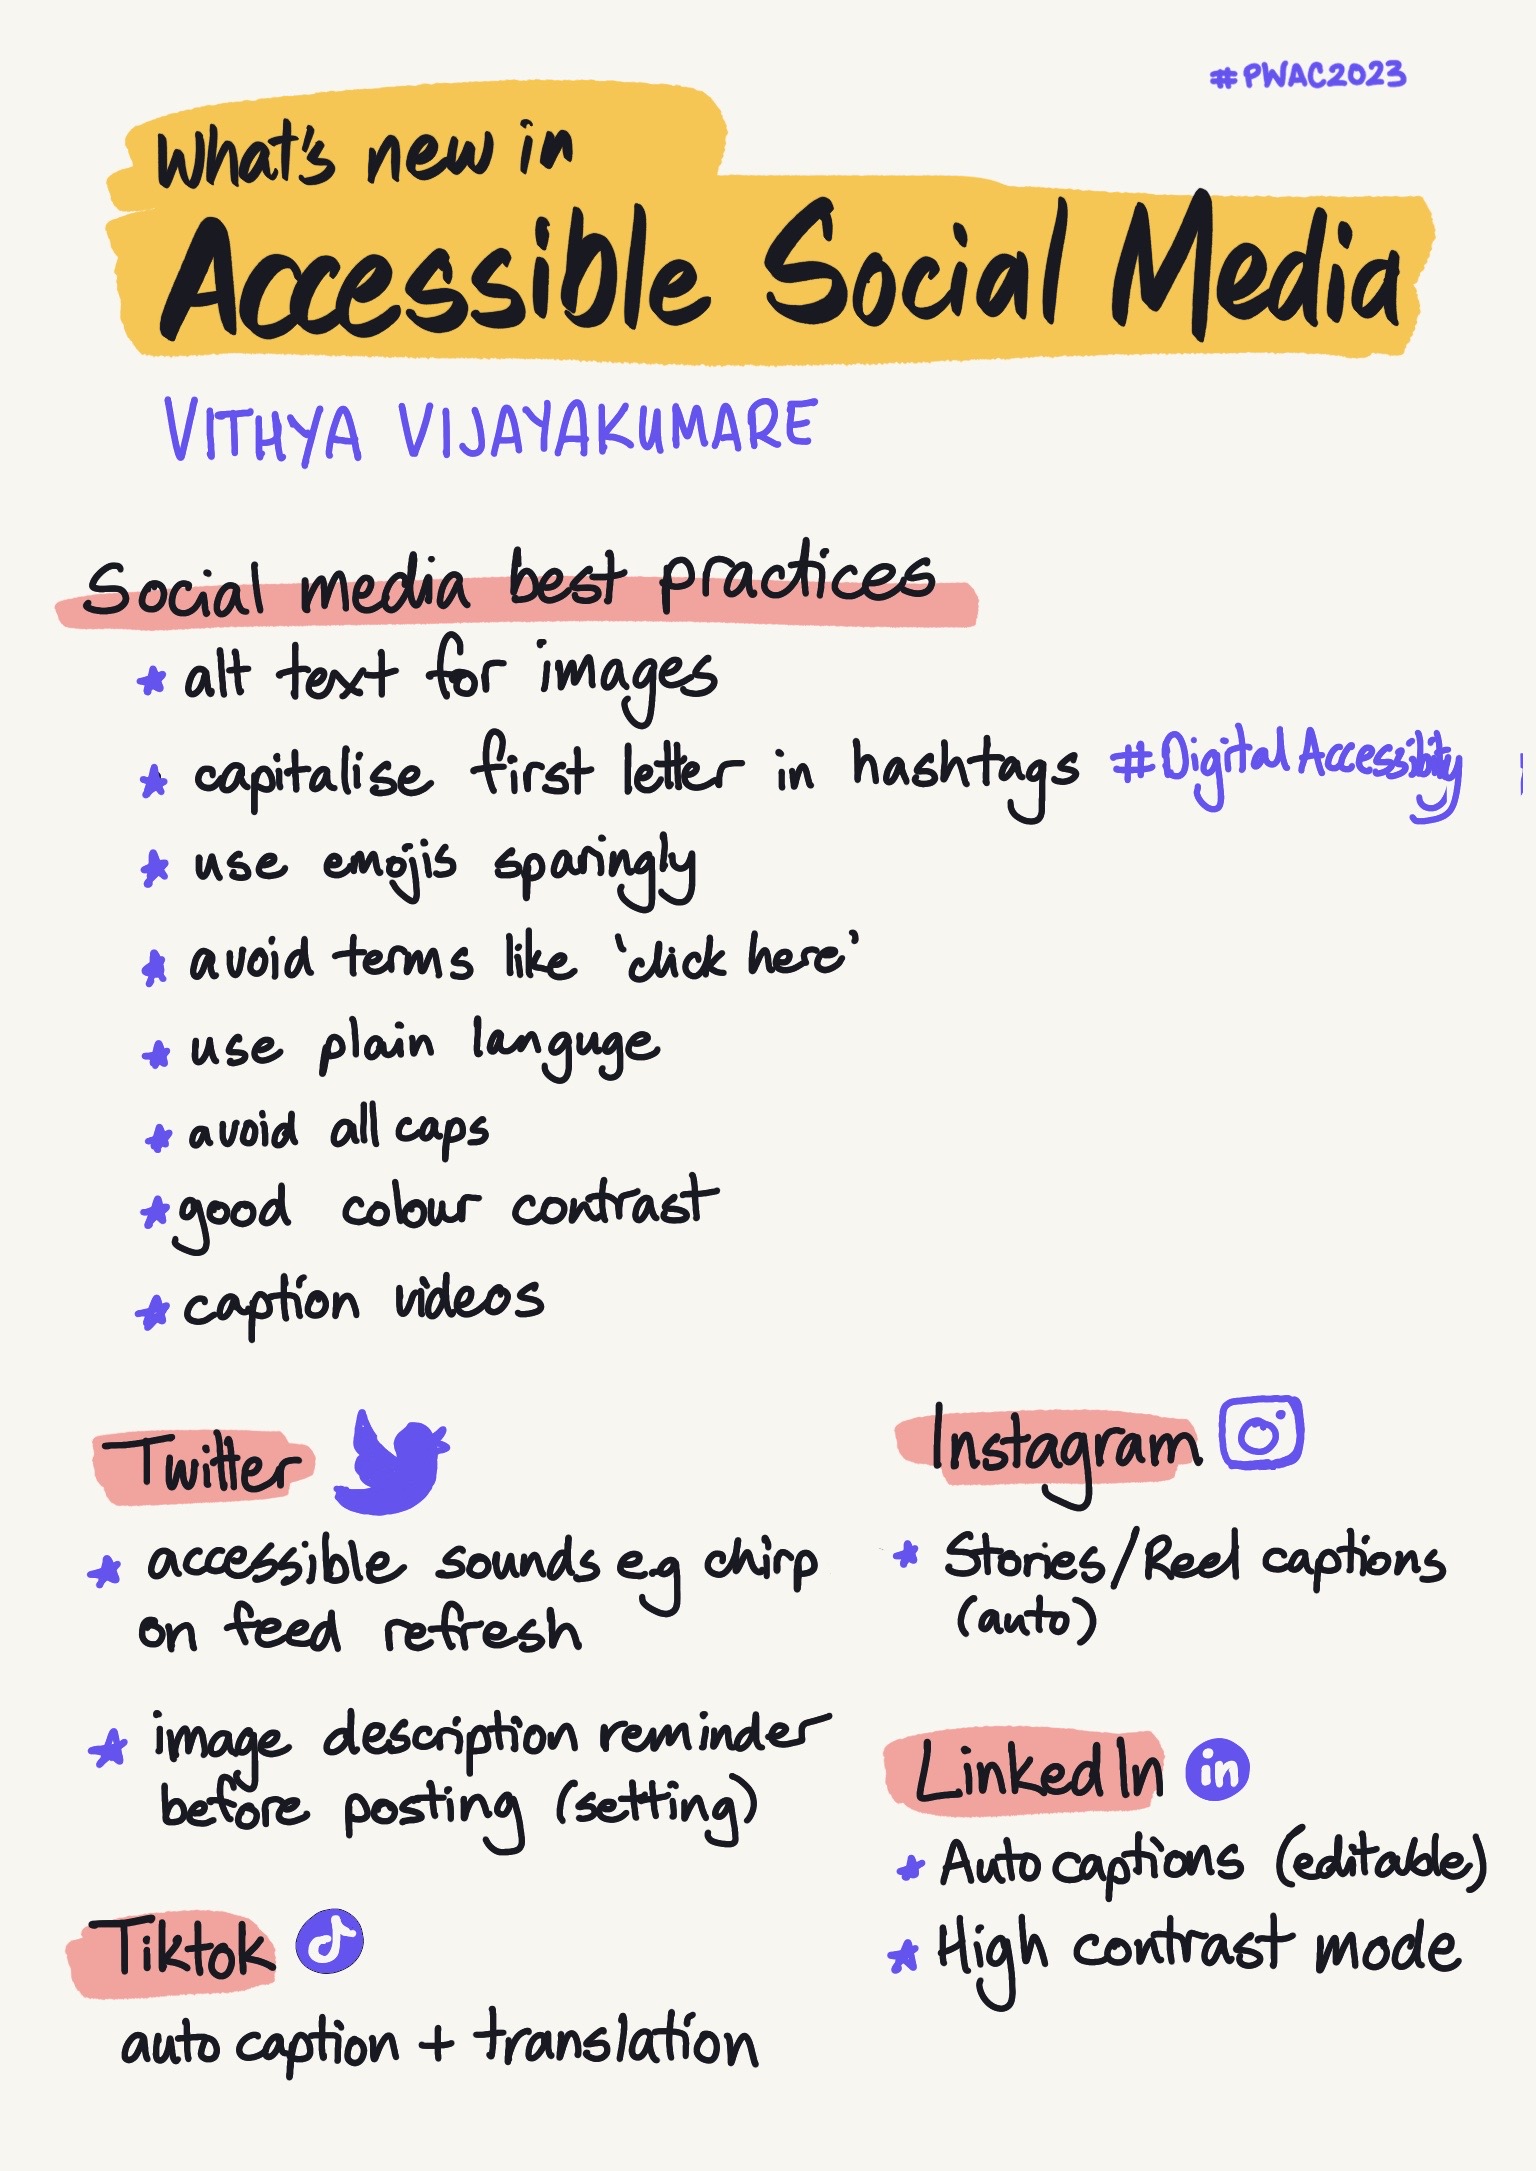 #PWAC2023
What's new in
Accessible Social Media
VITHYA VIJAYAKUMARE
Social media best practices
alt text for images
capitalise first letter in hashtags #DigitalAccessiblity
use emojis sparingly
avoid terms like 'click here'
use plain languge
avoid all caps
good colour contrast
caption videos
Twitter
accessible sounds e.g chirp
on feed refresh
image description reminder
before posting (setting)
Tiktok
auto caption + translation
Instagram
Stories/Reel captions
(auto)
LinkedIn in
Auto captions (editable)
High contrast mode